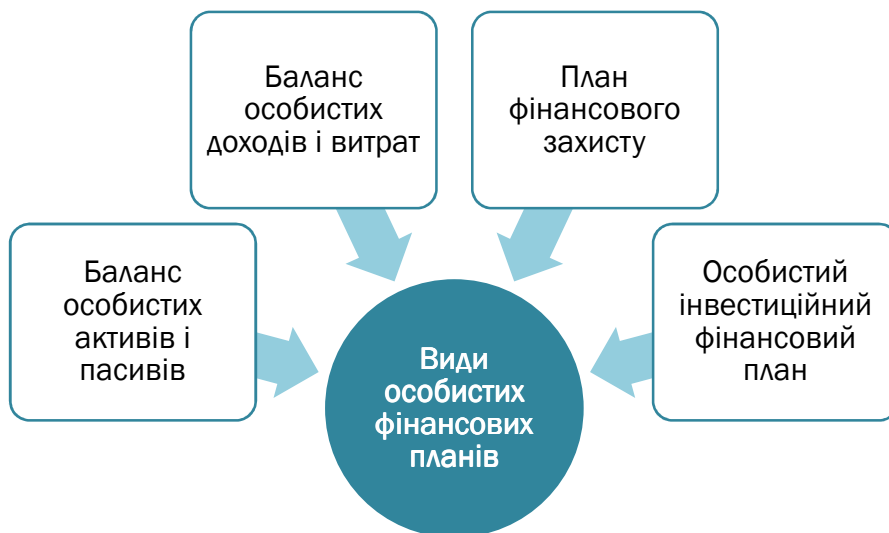 Баланс
особистих
доходів і витрат
План
фінансового
захисту
Баланс
особистих
активів і
пасивів
Особистий
інвестиційний
фінансовий
план
Види
особистих
фінансових
планів